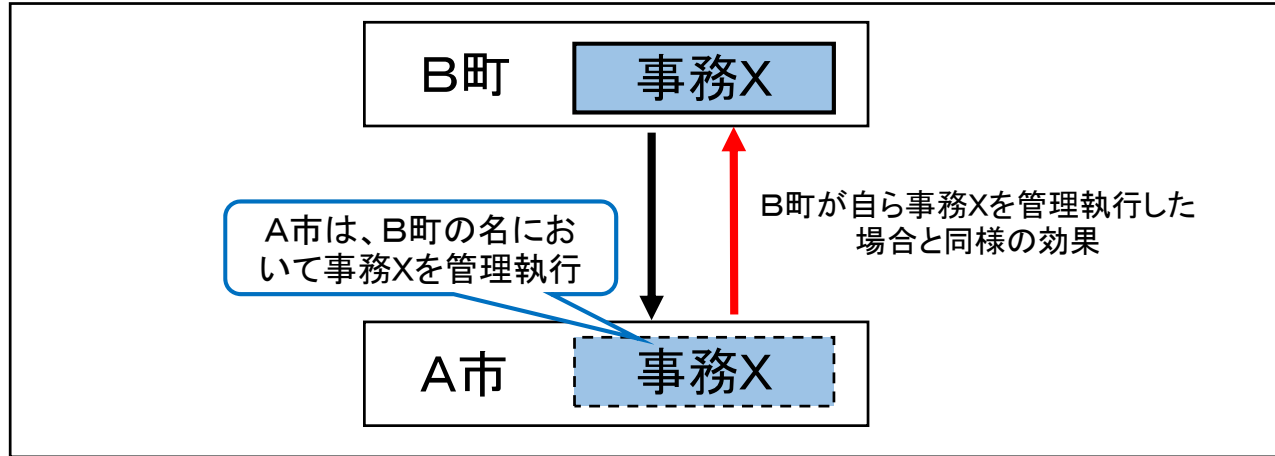 B町
事務X
B町が自ら事務Xを管理執行した
場合と同様の効果
A市は、B町の名にお
いて事務Xを管理執行
A市
事務X